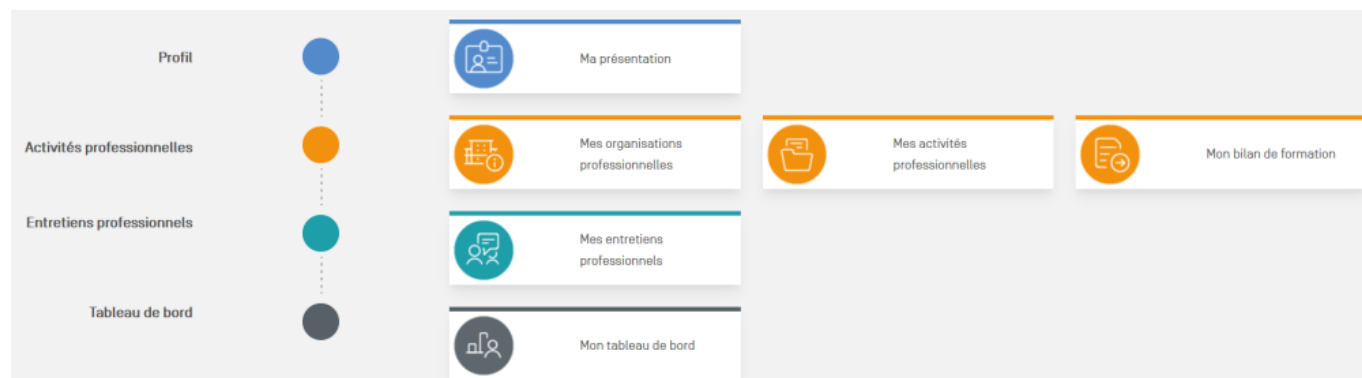 Profil
Ma présentation
Activités professionnelles
Mes organisations
professionnelles
Mes activités
professionnelles
Mon bilan de formation
Entretiens professionnels
Mes entretiens
professionnels
Tableau de bord
Mon tableau de bord